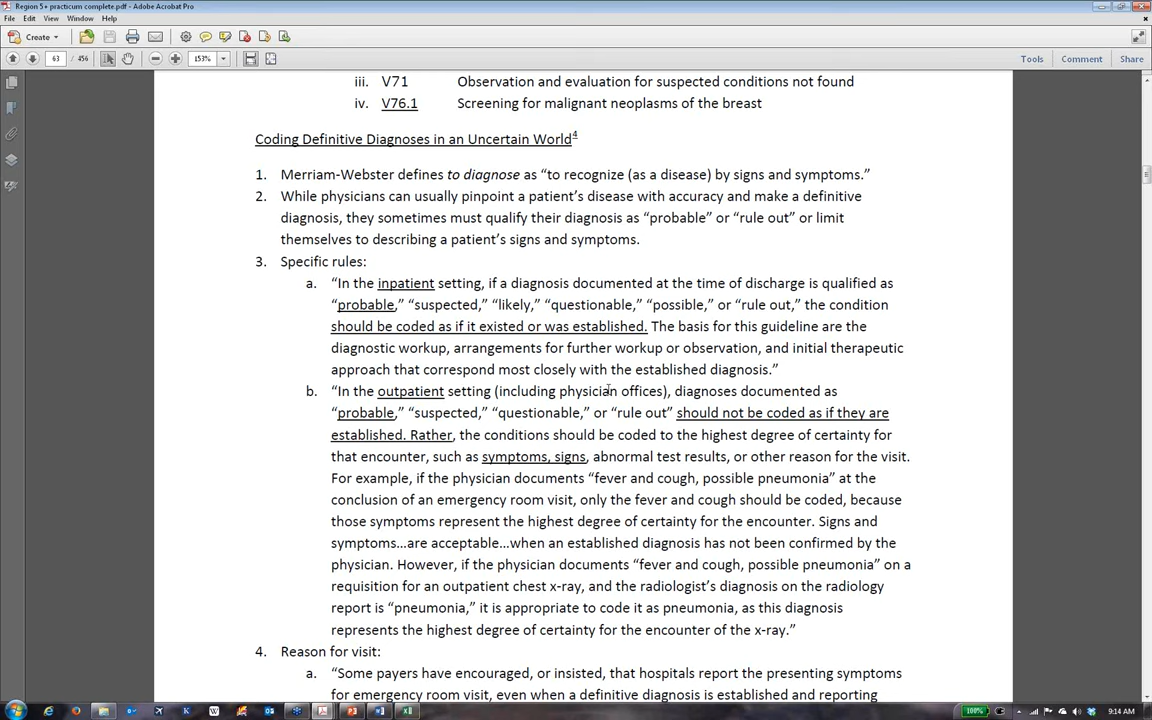 Region 5+ practicum complete.pdf - Adobe Acrobat Pro
File Edit View Window Help
Create
63 / 456 153% Tools Comment Share
iii. V71 Observation and evaluation for suspected conditions not found
iv. V76.1 Screening for malignant neoplasms of the breast
Coding Definitive Diagnoses in an Uncertain World4
1. Merriam-Webster defines to diagnose as “to recognize (as a disease) by signs and symptoms.”
2. While physicians can usually pinpoint a patient’s disease with accuracy and make a definitive
diagnosis, they sometimes must qualify their diagnosis as “probable” or “rule out” or limit
themselves to describing a patient’s signs and symptoms.
3. Specific rules:
a. “In the inpatient setting, if a diagnosis documented at the time of discharge is qualified as
“probable,” “suspected,” “likely,” “questionable,” “possible,” or “rule out,” the condition
should be coded as if it existed or was established. The basis for this guideline are the
diagnostic workup, arrangements for further workup or observation, and initial therapeutic
approach that correspond most closely with the established diagnosis.”
b. “In the outpatient setting (including physician offices), diagnoses documented as
“probable,” “suspected,” “questionable,” or “rule out” should not be coded as if they are
established. Rather, the conditions should be coded to the highest degree of certainty for
that encounter, such as symptoms, signs, abnormal test results, or other reason for the visit.
For example, if the physician documents “fever and cough, possible pneumonia” at the
conclusion of an emergency room visit, only the fever and cough should be coded, because
those symptoms represent the highest degree of certainty for the encounter. Signs and
symptoms…are acceptable…when an established diagnosis has not been confirmed by the
physician. However, if the physician documents “fever and cough, possible pneumonia” on a
requisition for an outpatient chest x-ray, and the radiologist’s diagnosis on the radiology
report is “pneumonia,” it is appropriate to code it as pneumonia, as this diagnosis
represents the highest degree of certainty for the encounter of the x-ray.”
4. Reason for visit:
a. “Some payers have encouraged, or insisted, that hospitals report the presenting symptoms
for emergency room visit, even when a definitive diagnosis is established and reporting
100% 9:14 AM